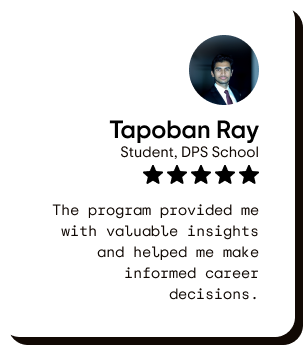 Tapoban Ray
Student, DPS School
The program provided me
with valuable insights
and helped me make
informed career
decisions.